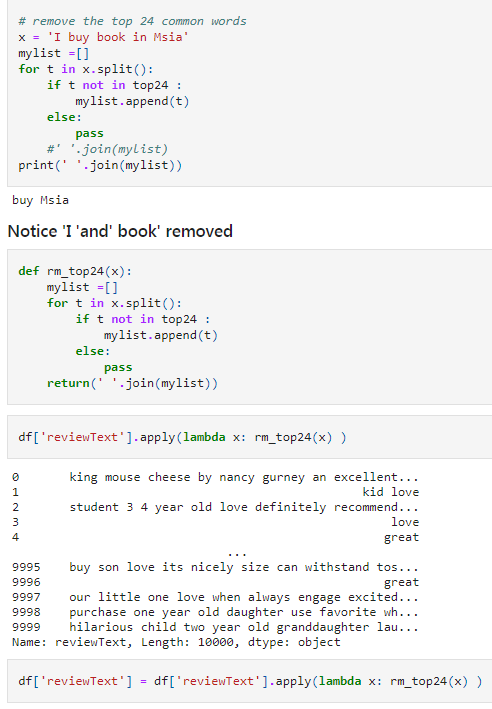 # remove the top 24 common words
x = 'I buy book in Msia'
mylist =[]
for t in x.split():
    if t not in top24 :
        mylist.append(t)
    else:
        pass
    #' '.join(mylist)
print(' '.join(mylist))
buy Msia
Notice 'I 'and' book' removed
def rm_top24(x):
    mylist =[]
    for t in x.split():
        if t not in top24 :
            mylist.append(t)
        else:
            pass
    return(' '.join(mylist))
df['reviewText'].apply(lambda x: rm_top24(x) )
0       king mouse cheese by nancy gurney an excellent...
1                                                kid love
2       student 3 4 year old love definitely recommend...
3                                                    love
4                                                   great
                              ...
9995    buy son love its nicely size can withstand tos...
9996                                                great
9997    our little one love when always engage excited...
9998    purchase one year old daughter use favorite wh...
9999    hilarious child two year old granddaughter lau...
Name: reviewText, Length: 10000, dtype: object
df['reviewText'] = df['reviewText'].apply(lambda x: rm_top24(x) )